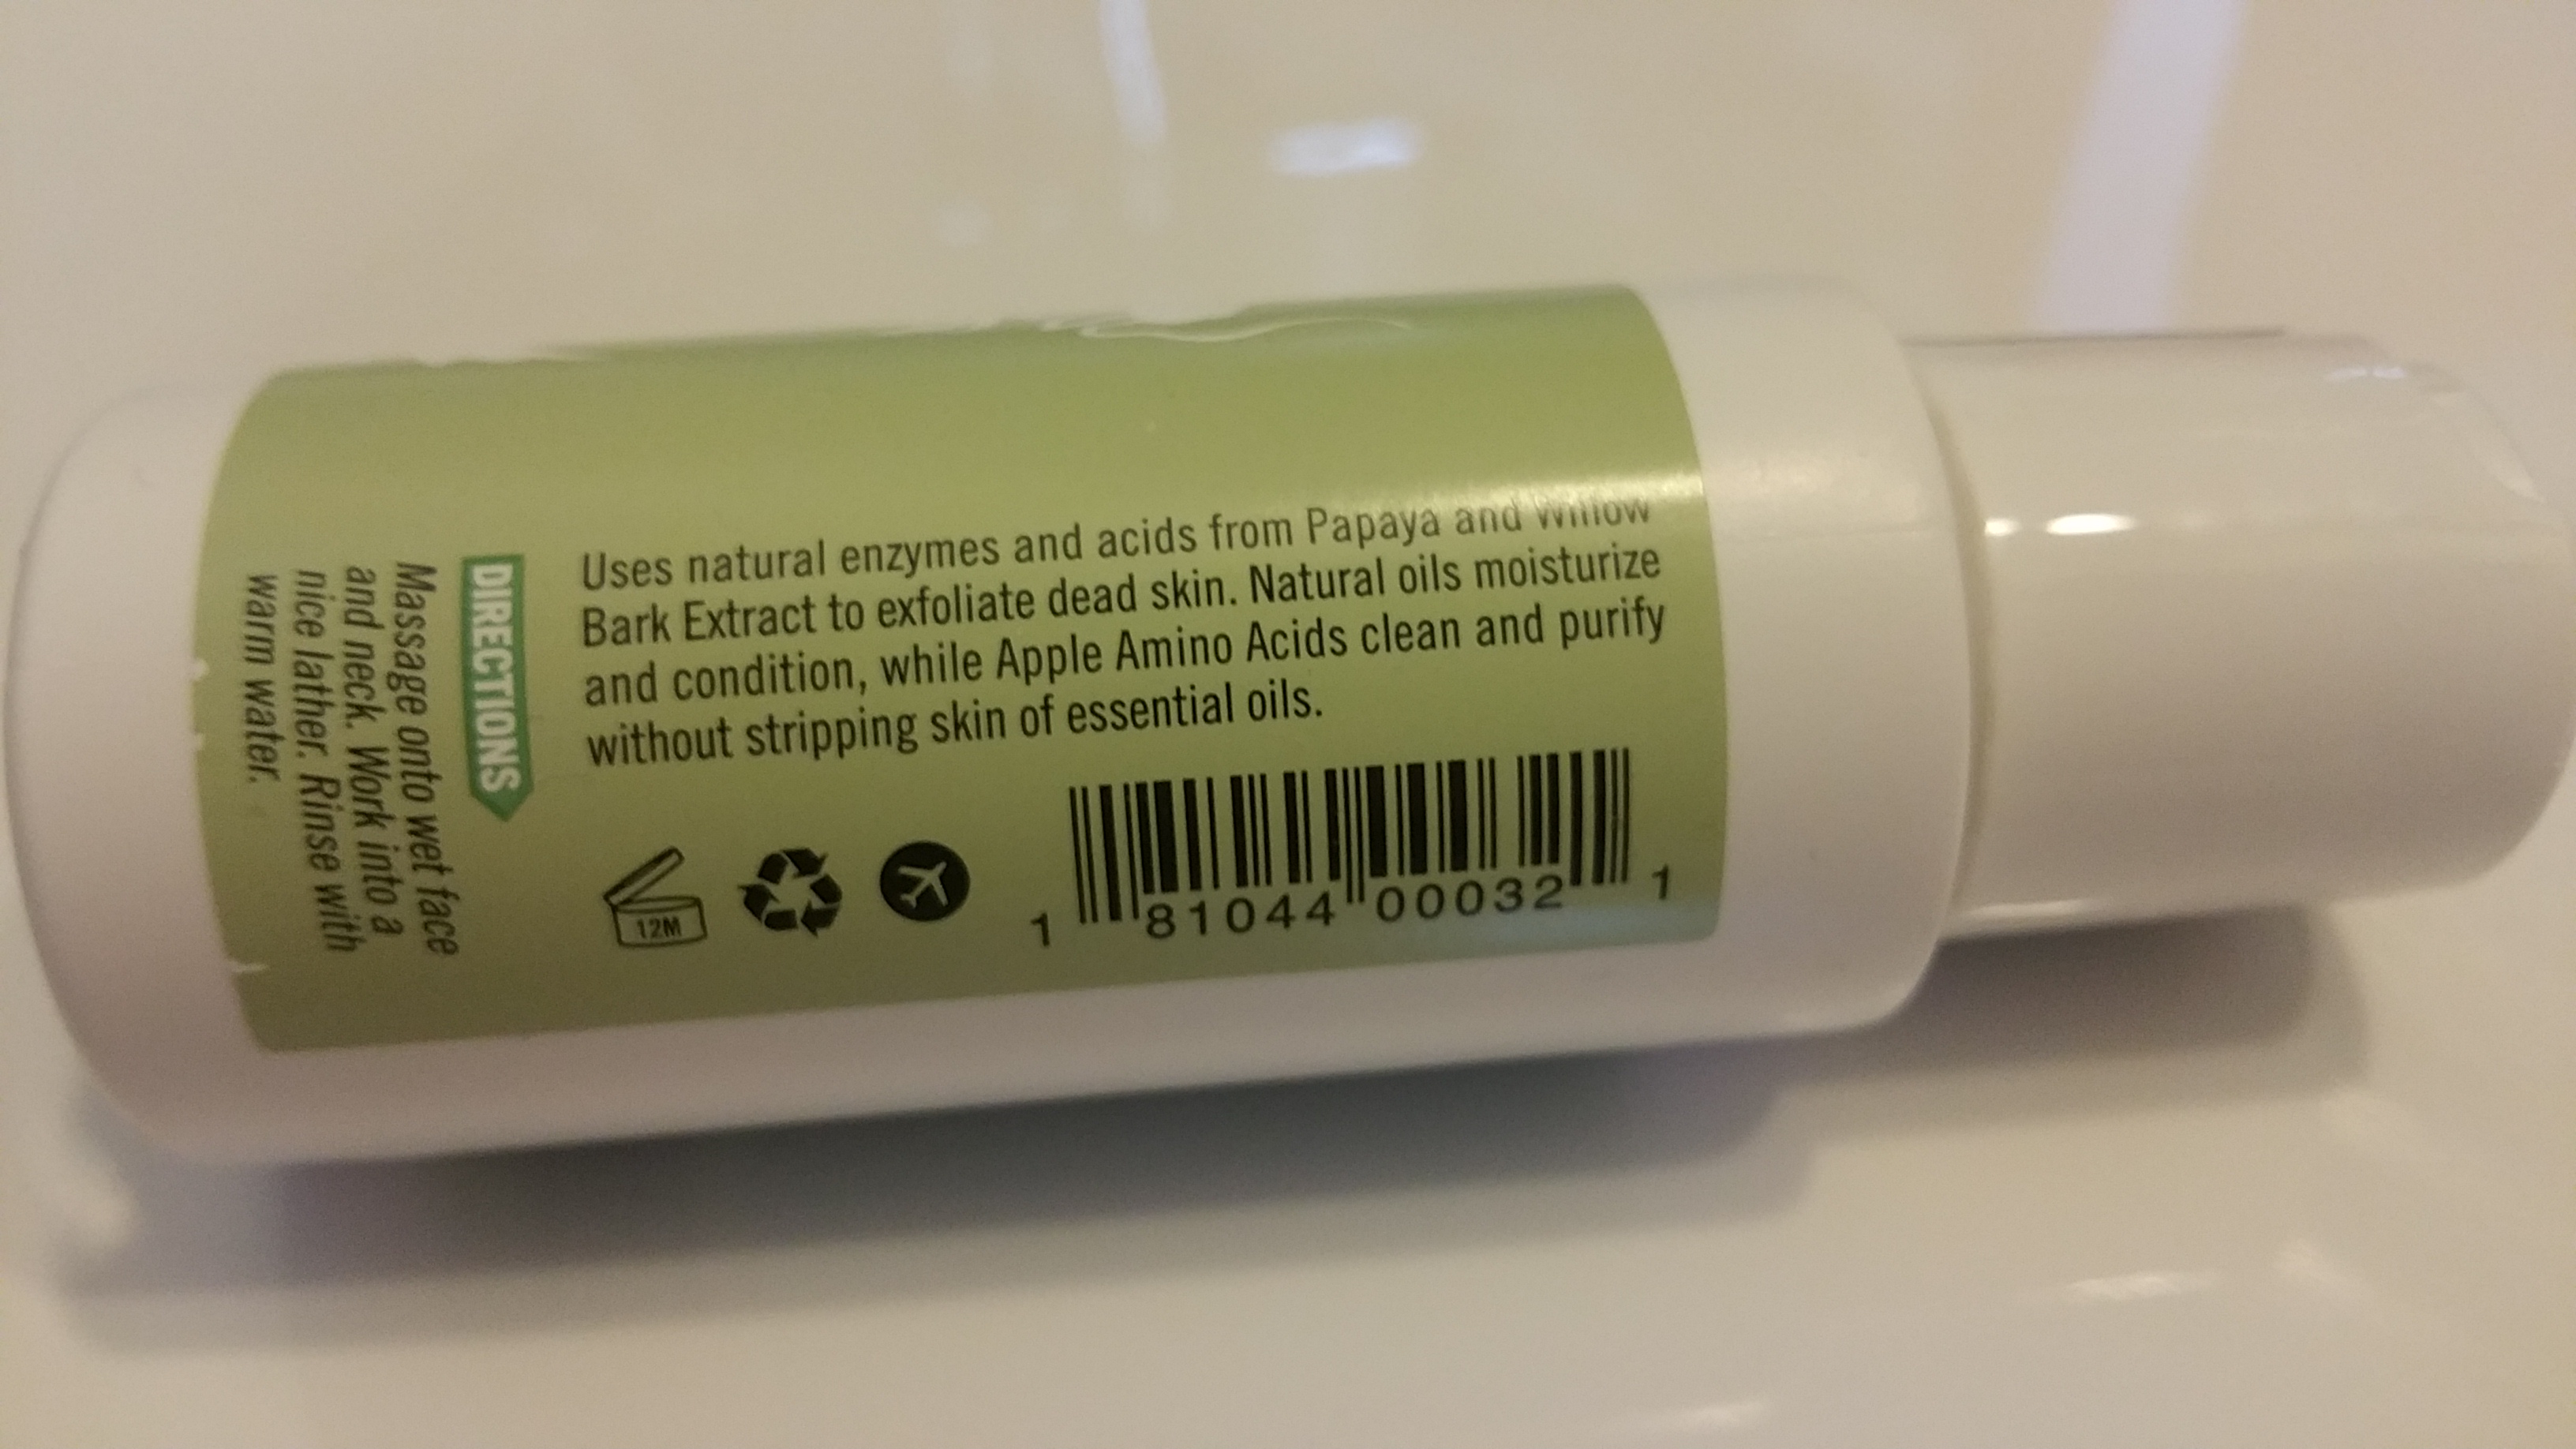 Uses natural enzymes and acids from Papaya and Willow
Bark Extract to exfoliate dead skin. Natural oils moisturize
and condition, while Apple Amino Acids clean and purify
without stripping skin of essential oils.
12M
1 81044 00032 1
DIRECTIONS
Massage onto wet face
and neck. Work into a
nice lather. Rinse with
warm water.